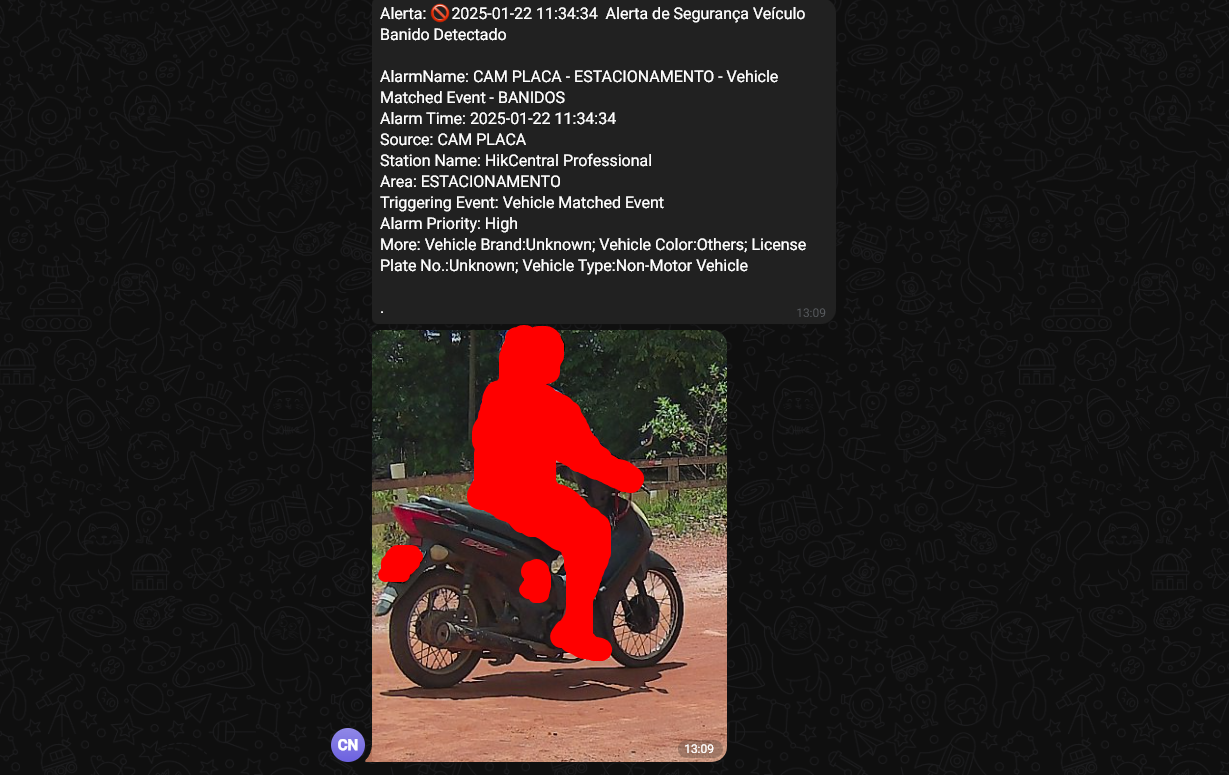 Alerta: 🚫2025-01-22 11:34:34  Alerta de Segurança Veículo
Banido Detectado
AlarmName: CAM PLACA - ESTACIONAMENTO - Vehicle
Matched Event - BANIDOS
Alarm Time: 2025-01-22 11:34:34
Source: CAM PLACA
Station Name: HikCentral Professional
Area: ESTACIONAMENTO
Triggering Event: Vehicle Matched Event
Alarm Priority: High
More: Vehicle Brand:Unknown; Vehicle Color:Others; License
Plate No.:Unknown; Vehicle Type:Non-Motor Vehicle
.
13:09
CN
13:09